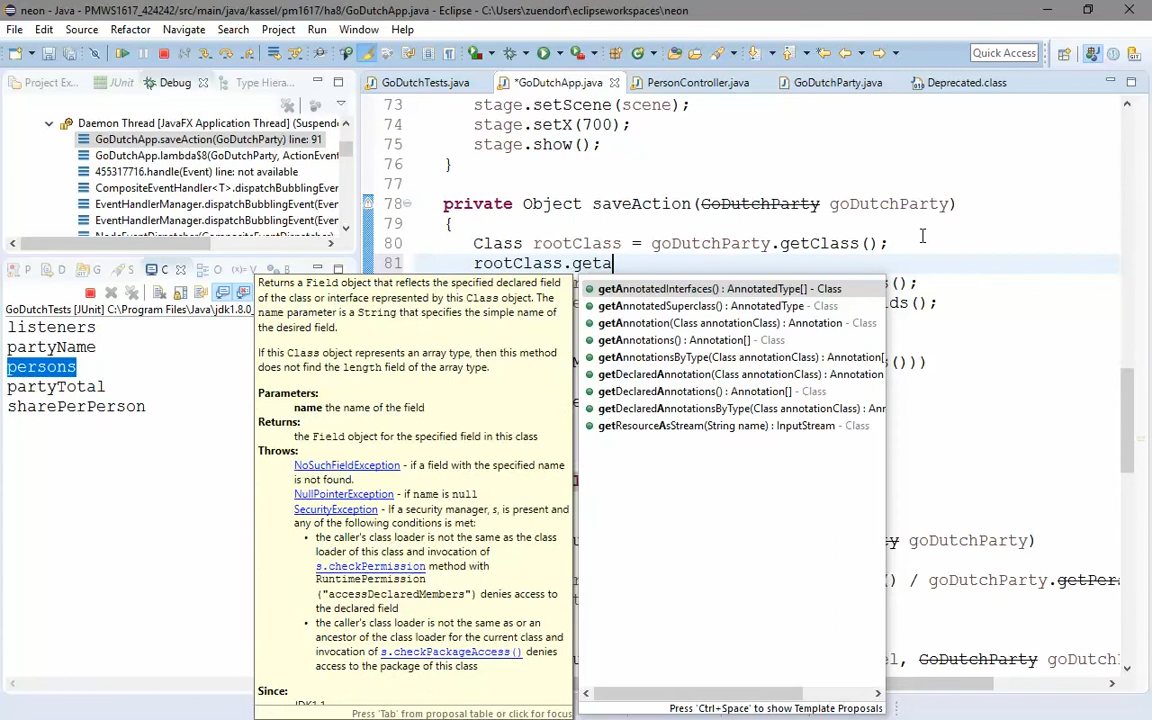 neon - Java - PMWS1617_424242/src/main/java/kassel/pm1617/ha8/GoDutchApp.java - Eclipse - C:\Users\zuendorf\eclipseworkspaces\neon
File Edit Source Refactoring Navigate Search Project Run Window Help
Quick Access
Project Ex... JUnit Debug Type Hiera...
GoDutchTests.java *GoDutchApp.java PersonController.java GoDutchParty.java Deprecated.class
Daemon Thread [JavaFX Application Thread] (Suspend
GoDutchApp.saveAction(GoDutchParty) line: 91
GoDutchApp.lambda$8(GoDutchParty, ActionEvent
455317716.handle(Event) line: not available
CompositeEventHandler<T>.dispatchBubblingEven
EventHandlerManager.dispatchBubblingEvent(Ever
EventHandlerManager.dispatchBubblingEvent(Ever
73 stage.setScene(scene);
74 stage.setX(700);
75 stage.show();
76 }
77
78 private Object saveAction(GoDutchParty goDutchParty)
79 {
80 Class rootClass = goDutchParty.getClass();
81 rootClass.geta
P D G S C O (x)= V B
GoDutchTests [JUnit] C:\Program Files\Java\jdk1.8.0_
listeners
partyName
persons
partyTotal
sharePerPerson
Returns a Field object that reflects the specified declared field
of the class or interface represented by this Class object. The
name parameter is a String that specifies the simple name of
the desired field.
If this Class object represents an array type, then this method
does not find the length field of the array type.
Parameters:
name the name of the field
Returns:
the Field object for the specified field in this class
Throws:
NoSuchFieldException - if a field with the specified name
is not found.
NullPointerException - if name is null
SecurityException - If a security manager, s, is present and
any of the following conditions is met:
• the caller's class loader is not the same as the class
loader of this class and invocation of
s.checkPermission method with
RuntimePermission
("accessDeclaredMembers") denies access to
the declared field
• the caller's class loader is not the same as or an
ancestor of the class loader for the current class and
invocation of s.checkPackageAccess() denies
access to the package of this class
Since:
Press 'Tab' from proposal table or click for focus
getAnnotatedInterfaces() : AnnotatedType[] - Class
getAnnotatedSuperclass() : AnnotatedType - Class
getAnnotation(Class annotationClass) : Annotation - Class
getAnnotations() : Annotation[] - Class
getAnnotationsByType(Class annotationClass) : Annotation[
getDeclaredAnnotation(Class annotationClass) : Annotation
getDeclaredAnnotations() : Annotation[] - Class
getDeclaredAnnotationsByType(Class annotationClass) : Anr
getResourceAsStream(String name) : InputStream - Class
Press 'Ctrl+Space' to show Template Proposals
s();
ds();
()))
y goDutchParty)
() / goDutchParty.getPer
el, GoDutchParty goDutchP